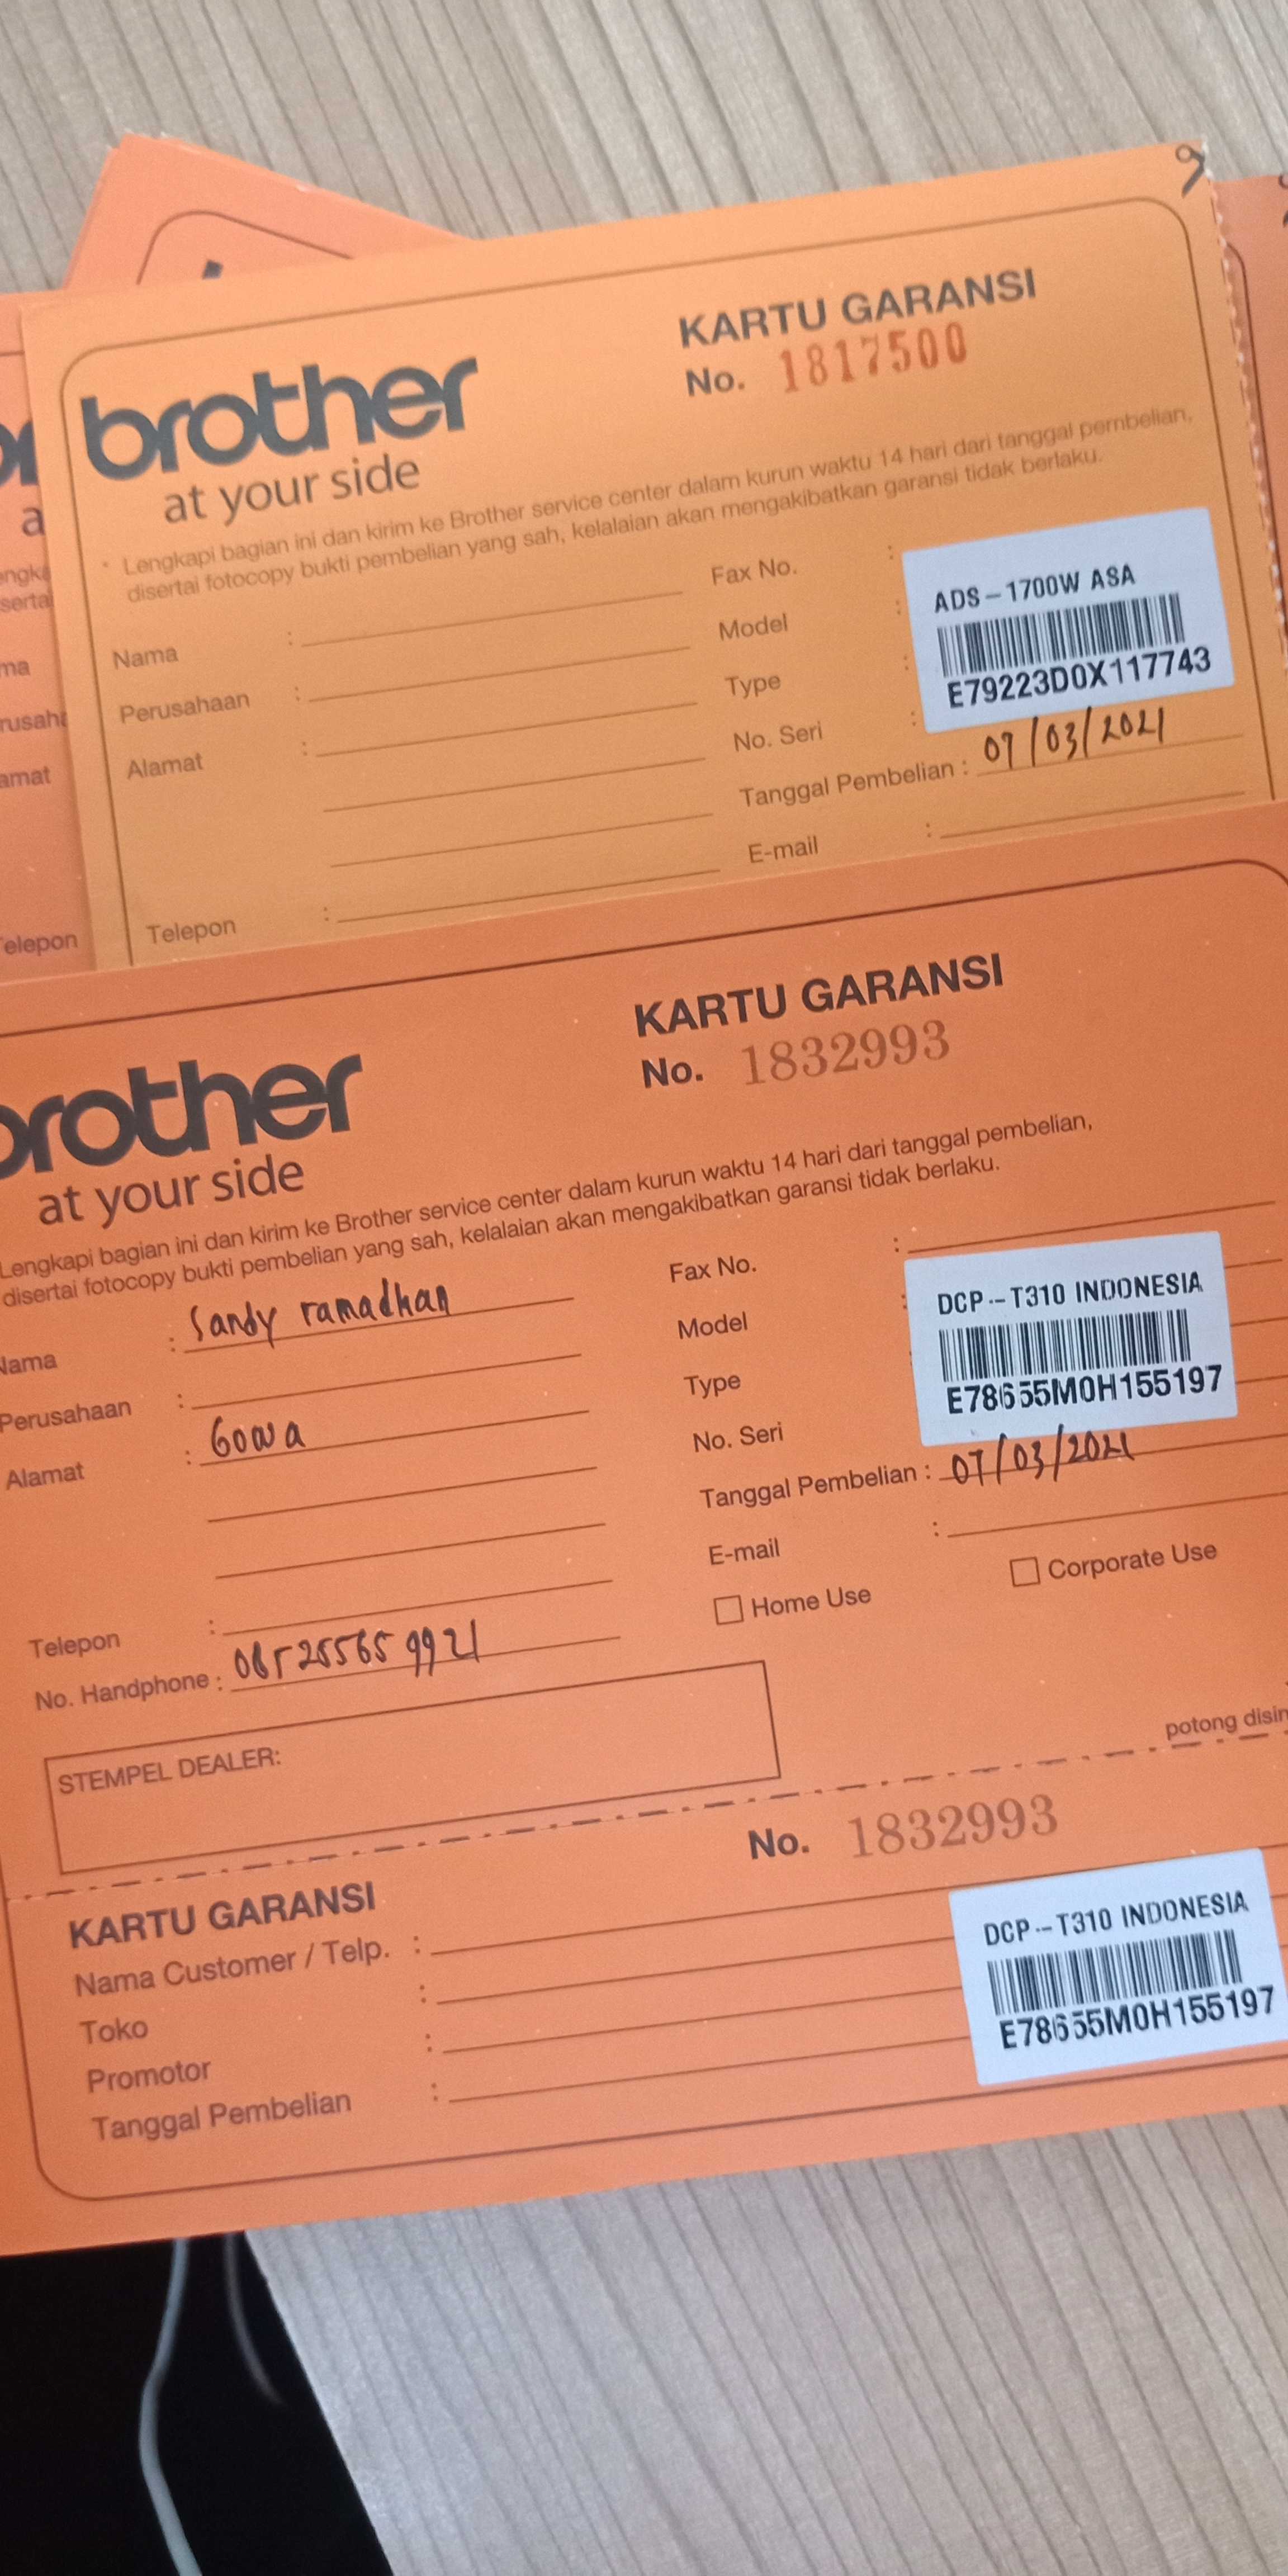 9
KARTU GARANSI
No. 1817500
brother
at your side
* Lengkapi bagian ini dan kirim ke Brother service center dalam kurun waktu 14 hari dari tanggal pembelian,
disertai fotocopy bukti pembelian yang sah, kelalaian akan mengakibatkan garansi tidak berlaku.
Nama :
Perusahaan :
Alamat :
Telepon :
Fax No. :
Model :
Type :
No. Seri :
ADS-1700W ASA
E79223D0X117743
Tanggal Pembelian : 07/03/2021
E-mail :
amat
elepon
KARTU GARANSI
No. 1832993
brother
at your side
Lengkapi bagian ini dan kirim ke Brother service center dalam kurun waktu 14 hari dari tanggal pembelian,
disertai fotocopy bukti pembelian yang sah, kelalaian akan mengakibatkan garansi tidak berlaku.
Nama : Sandy ramadhan
Perusahaan :
Alamat : Gowa
Telepon :
No. Handphone :
Fax No. :
Model :
Type :
No. Seri
DCP-T310 INDONESIA
E78655M0H155197
Tanggal Pembelian : 07/03/2021
E-mail :
Home Use
Corporate Use
STEMPEL DEALER:
potong disin
No. 1832993
KARTU GARANSI
Nama Customer / Telp. :
Toko :
Promotor :
Tanggal Pembelian :
DCP-T310 INDONESIA
E78655M0H155197